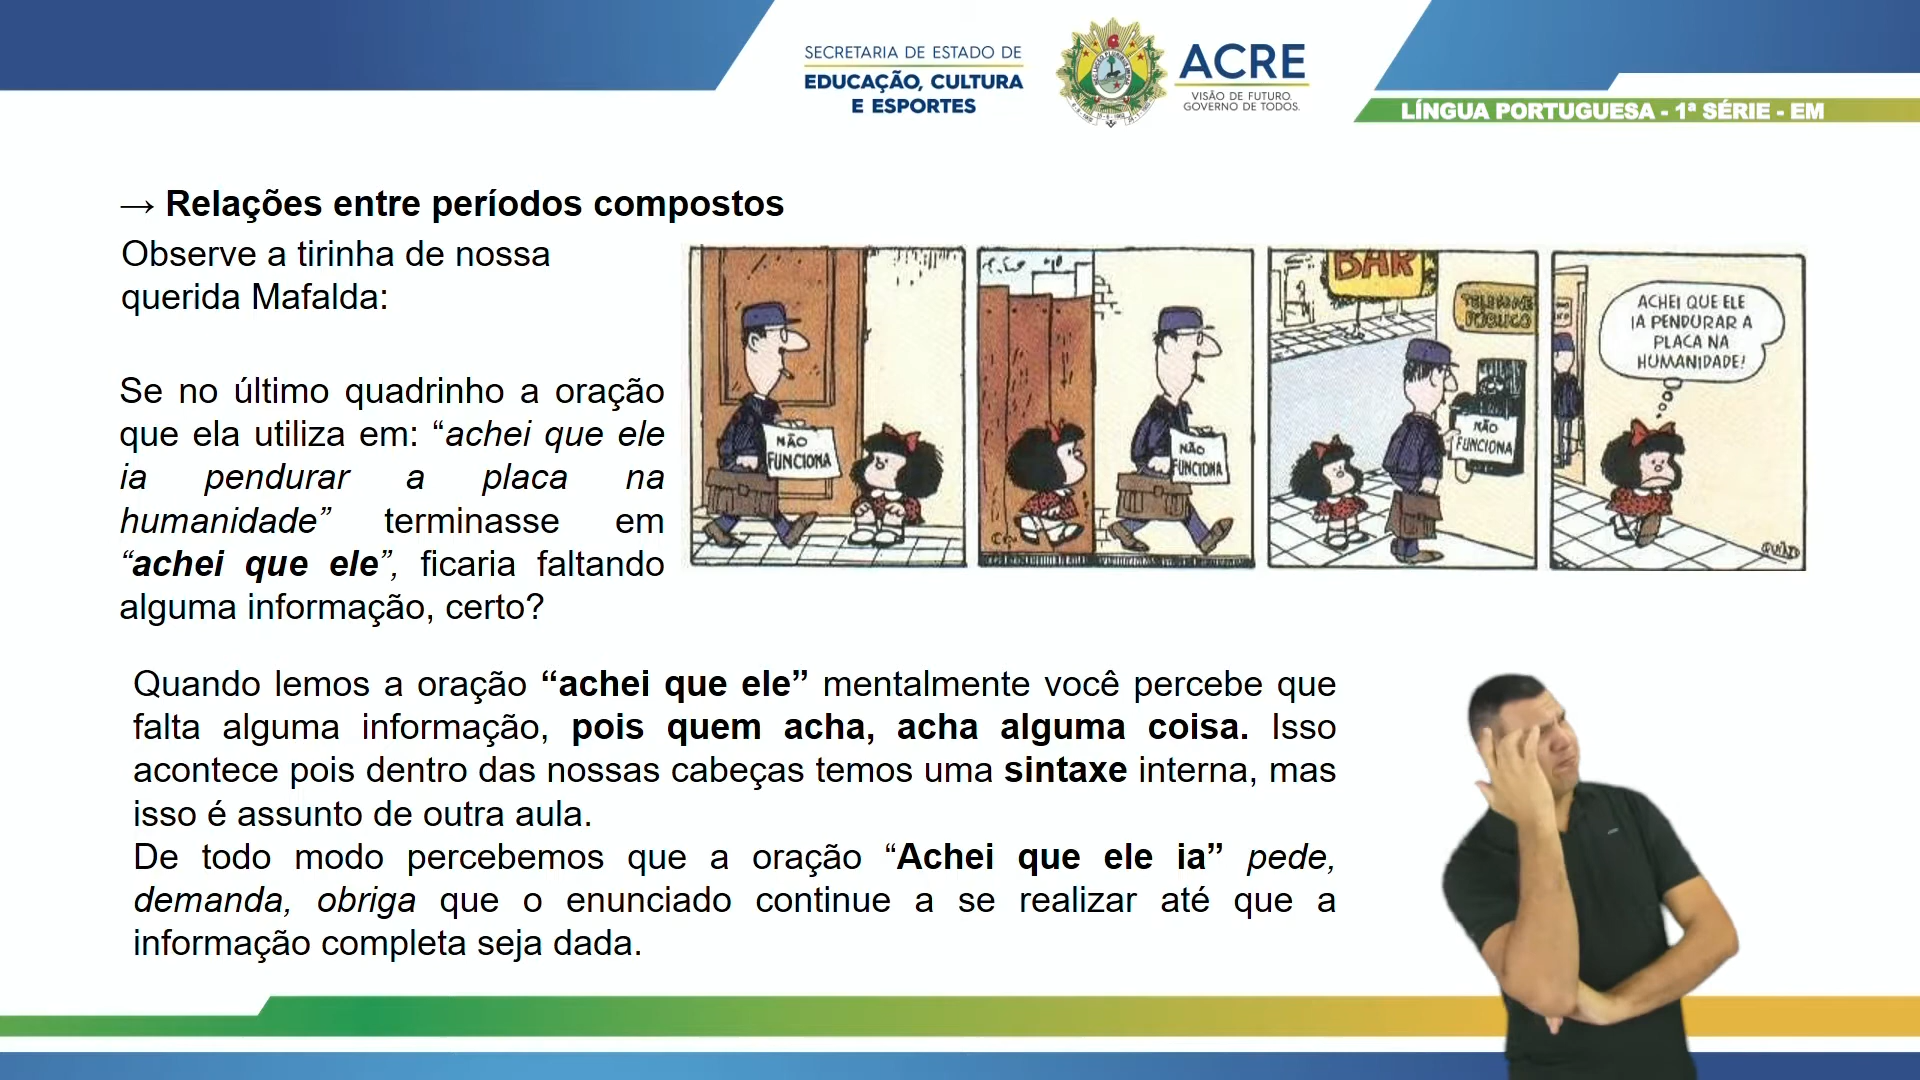 SECRETARIA DE ESTADO DE
EDUCAÇÃO, CULTURA
E ESPORTES
ACRE
VISÃO DE FUTURO.
GOVERNO DE TODOS.
LÍNGUA PORTUGUESA - 1ª SÉRIE - EM
→ Relações entre períodos compostos
Observe a tirinha de nossa
querida Mafalda:
Se no último quadrinho a oração
que ela utiliza em: “achei que ele
ia pendurar a placa na
humanidade” terminasse em
“achei que ele”, ficaria faltando
alguma informação, certo?
NÃO
FUNCIONA
NÃO
FUNCIONA
BAR
TELEFONE
PÚBLICO
NÃO
FUNCIONA
ACHEI QUE ELE
IA PENDURAR A
PLACA NA
HUMANIDADE!
QUINO
Quando lemos a oração “achei que ele” mentalmente você percebe que
falta alguma informação, pois quem acha, acha alguma coisa. Isso
acontece pois dentro das nossas cabeças temos uma sintaxe interna, mas
isso é assunto de outra aula.
De todo modo percebemos que a oração “Achei que ele ia” pede,
demanda, obriga que o enunciado continue a se realizar até que a
informação completa seja dada.